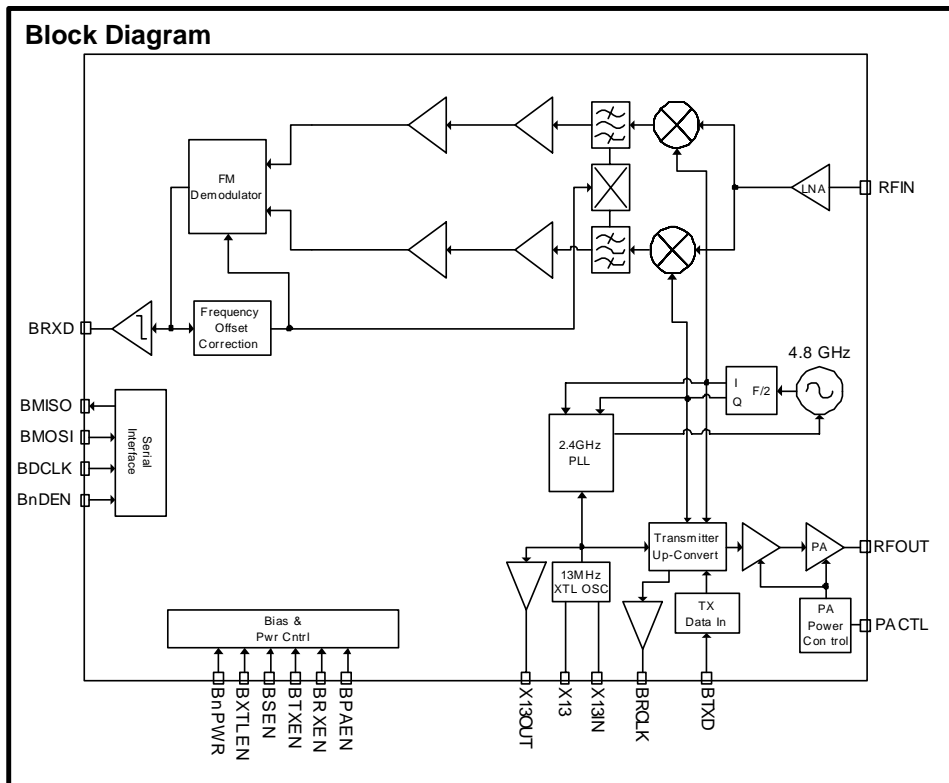 Block Diagram
FM
Demodulator
LNA
RFIN
BRXD
Frequency
Offset
Correction
4.8 GHz
I
Q
F/2
BMISO
BMOSI
BDCLK
BnDEN
Serial
Interface
2.4GHz
PLL
Transmitter
Up-Convert
PA
RFOUT
13MHz
XTL OSC
TX
Data In
PA
Power
Control
PACTL
Bias &
Pwr Cntrl
BnPWR
BXTLEN
BSEN
BTXEN
BRXEN
BPAEN
X13OUT
X13
X13IN
BRCLK
BTXD